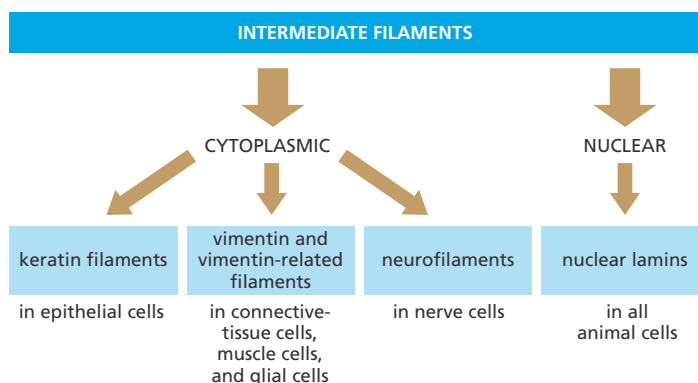 INTERMEDIATE FILAMENTS
CYTOPLASMIC
NUCLEAR
keratin filaments
vimentin and
vimentin-related
filaments
neurofilaments
nuclear lamins
in epithelial cells
in connective-
tissue cells,
muscle cells,
and glial cells
in nerve cells
in all
animal cells